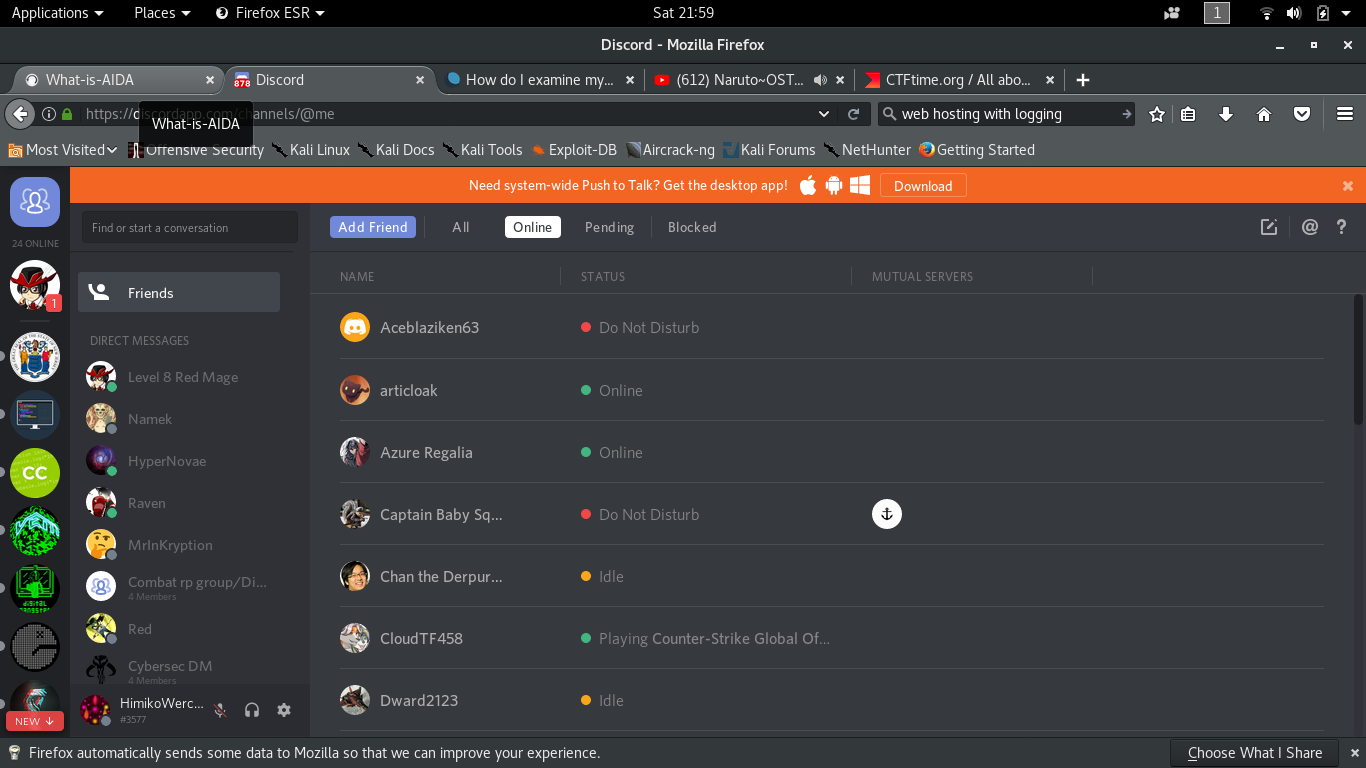 Applications Places Firefox ESR Sat 21:59 1
Discord - Mozilla Firefox
What-is-AIDA 878 Discord How do I examine my... (612) Naruto~OST... CTFtime.org / All abo...
https://discordapp.com/channels/@me web hosting with logging
What-is-AIDA
Most Visited Offensive Security Kali Linux Kali Docs Kali Tools Exploit-DB Aircrack-ng Kali Forums NetHunter Getting Started
Need system-wide Push to Talk? Get the desktop app! Download
Find or start a conversation Add Friend All Online Pending Blocked @ ?
24 ONLINE
NAME STATUS MUTUAL SERVERS
Friends
1
Aceblaziken63 Do Not Disturb
DIRECT MESSAGES
Level 8 Red Mage
articloak Online
Namek
Azure Regalia Online
HyperNovae
CC
Raven
Captain Baby Sq... Do Not Disturb
MrInKryption
Chan the Derpur... Idle
Combat rp group/Di...
4 Members
digital gangster
Red
CloudTF458 Playing Counter-Strike Global Of...
Cybersec DM
4 Members
Dward2123 Idle
HimikoWerc...
#3577
NEW
Firefox automatically sends some data to Mozilla so that we can improve your experience. Choose What I Share